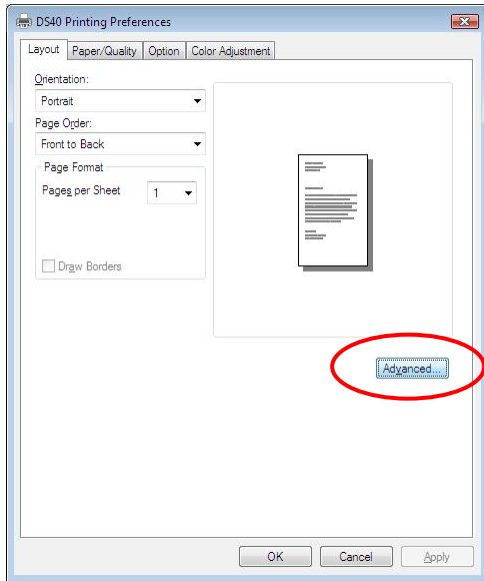 DS40 Printing Preferences
Layout Paper/Quality Option Color Adjustment
Orientation:
Portrait
Page Order:
Front to Back
Page Format
Pages per Sheet 1
Draw Borders
Advanced...
OK Cancel Apply